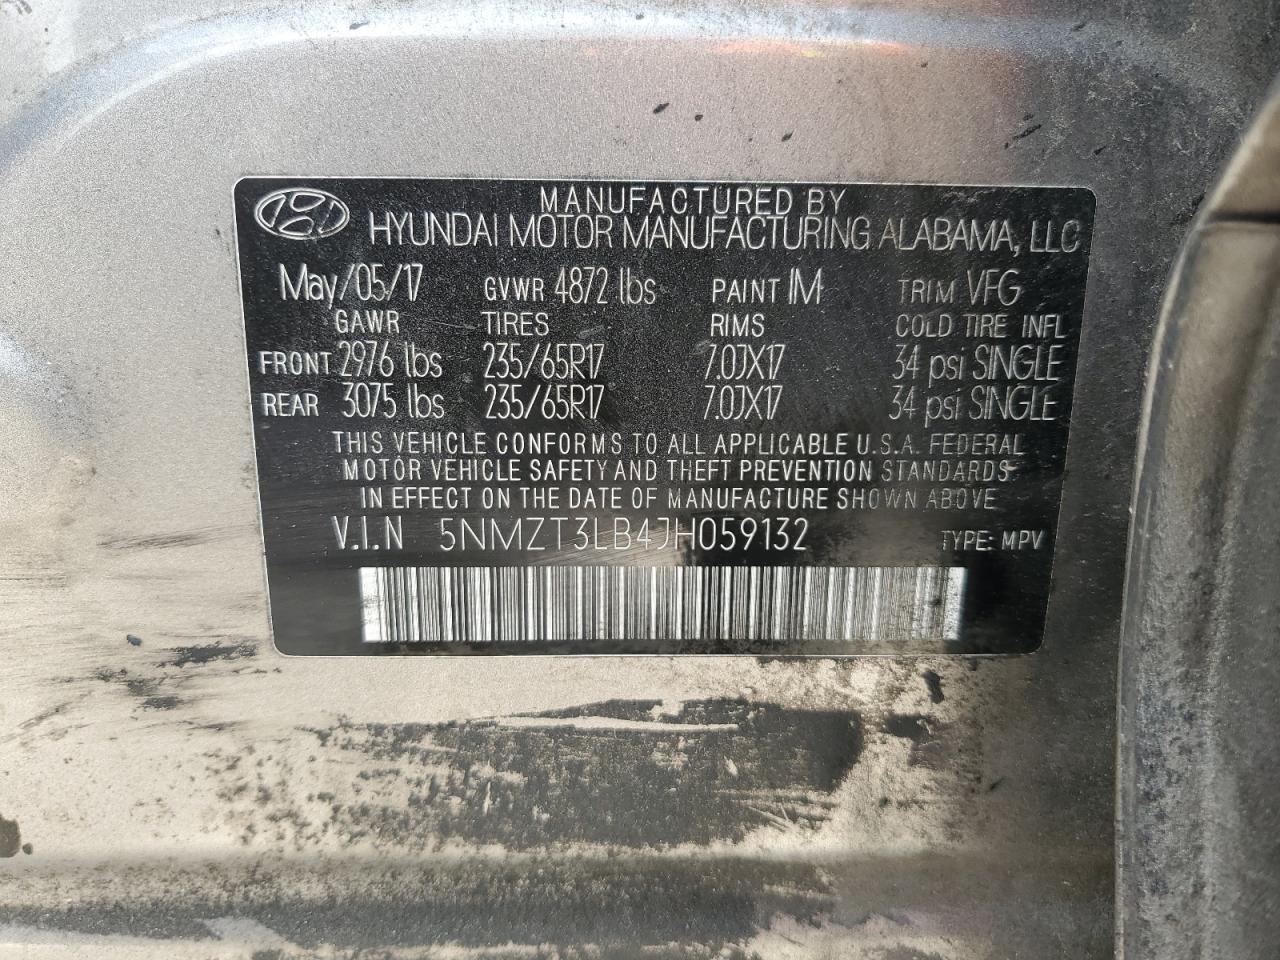 MANUFACTURED BY
HYUNDAI MOTOR MANUFACTURING ALABAMA, LLC
May/05/17 GVWR 4872 lbs PAINT IM TRIM VFG
GAWR TIRES RIMS COLD TIRE INFL
FRONT 2976 lbs 235/65R17 7.0JX17 34 psi SINGLE
REAR 3075 lbs 235/65R17 7.0JX17 34 psi SINGLE
THIS VEHICLE CONFORMS TO ALL APPLICABLE U.S.A. FEDERAL
MOTOR VEHICLE SAFETY AND THEFT PREVENTION STANDARDS
IN EFFECT ON THE DATE OF MANUFACTURE SHOWN ABOVE
V.I.N 5NMZT3LB4JH059132 TYPE: MPV